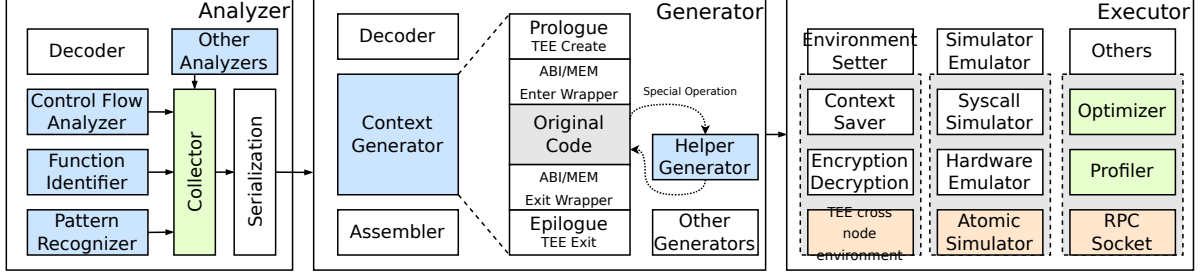 Analyzer
Decoder
Other
Analyzers
Control Flow
Analyzer
Function
Identifier
Pattern
Recognizer
Collector
Serialization
Generator
Decoder
Context
Generator
Assembler
Prologue
TEE Create
ABI/MEM
Enter Wrapper
Original
Code
ABI/MEM
Exit Wrapper
Epilogue
TEE Exit
Special Operation
Helper
Generator
Other
Generators
Executor
Environment
Setter
Context
Saver
Encryption
Decryption
TEE cross
node
environment
Simulator
Emulator
Syscall
Simulator
Hardware
Emulator
Atomic
Simulator
Others
Optimizer
Profiler
RPC
Socket